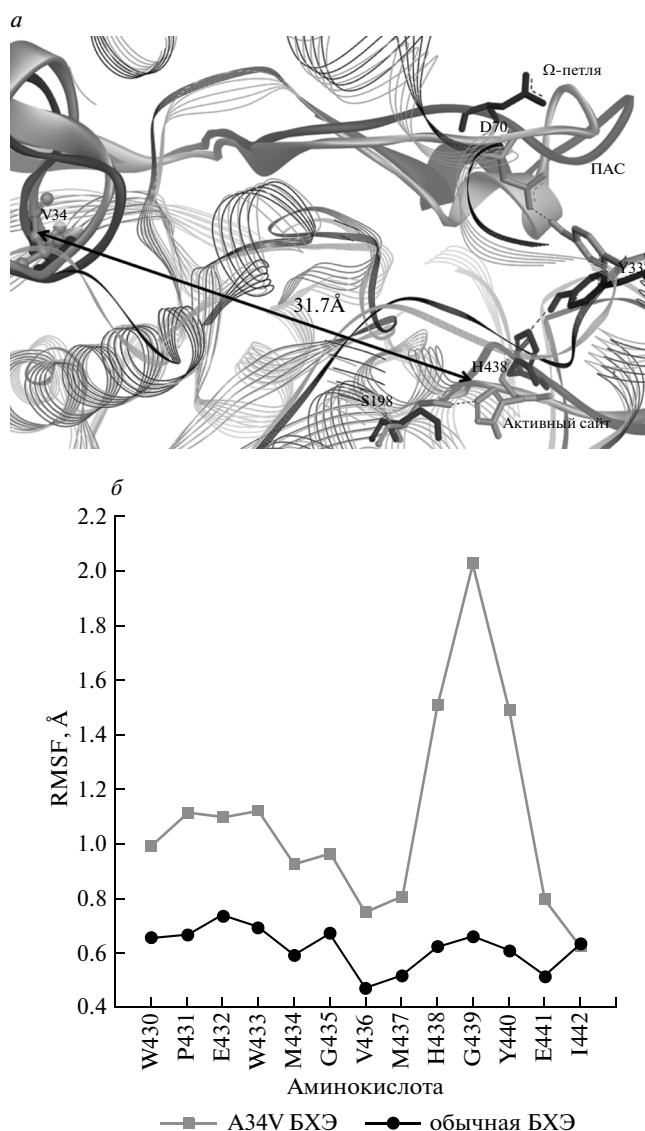 а
Ω-петля
D70
ПАС
V34
Y33
31.7Å
H438
S198
Активный сайт
б
RMSF, Å
2.2
2.0
1.8
1.6
1.4
1.2
1.0
0.8
0.6
0.4
W430 P431 E432 W433 M434 G435 V436 M437 H438 G439 Y440 E441 I442
Аминокислота
A34V БХЭ обычная БХЭ